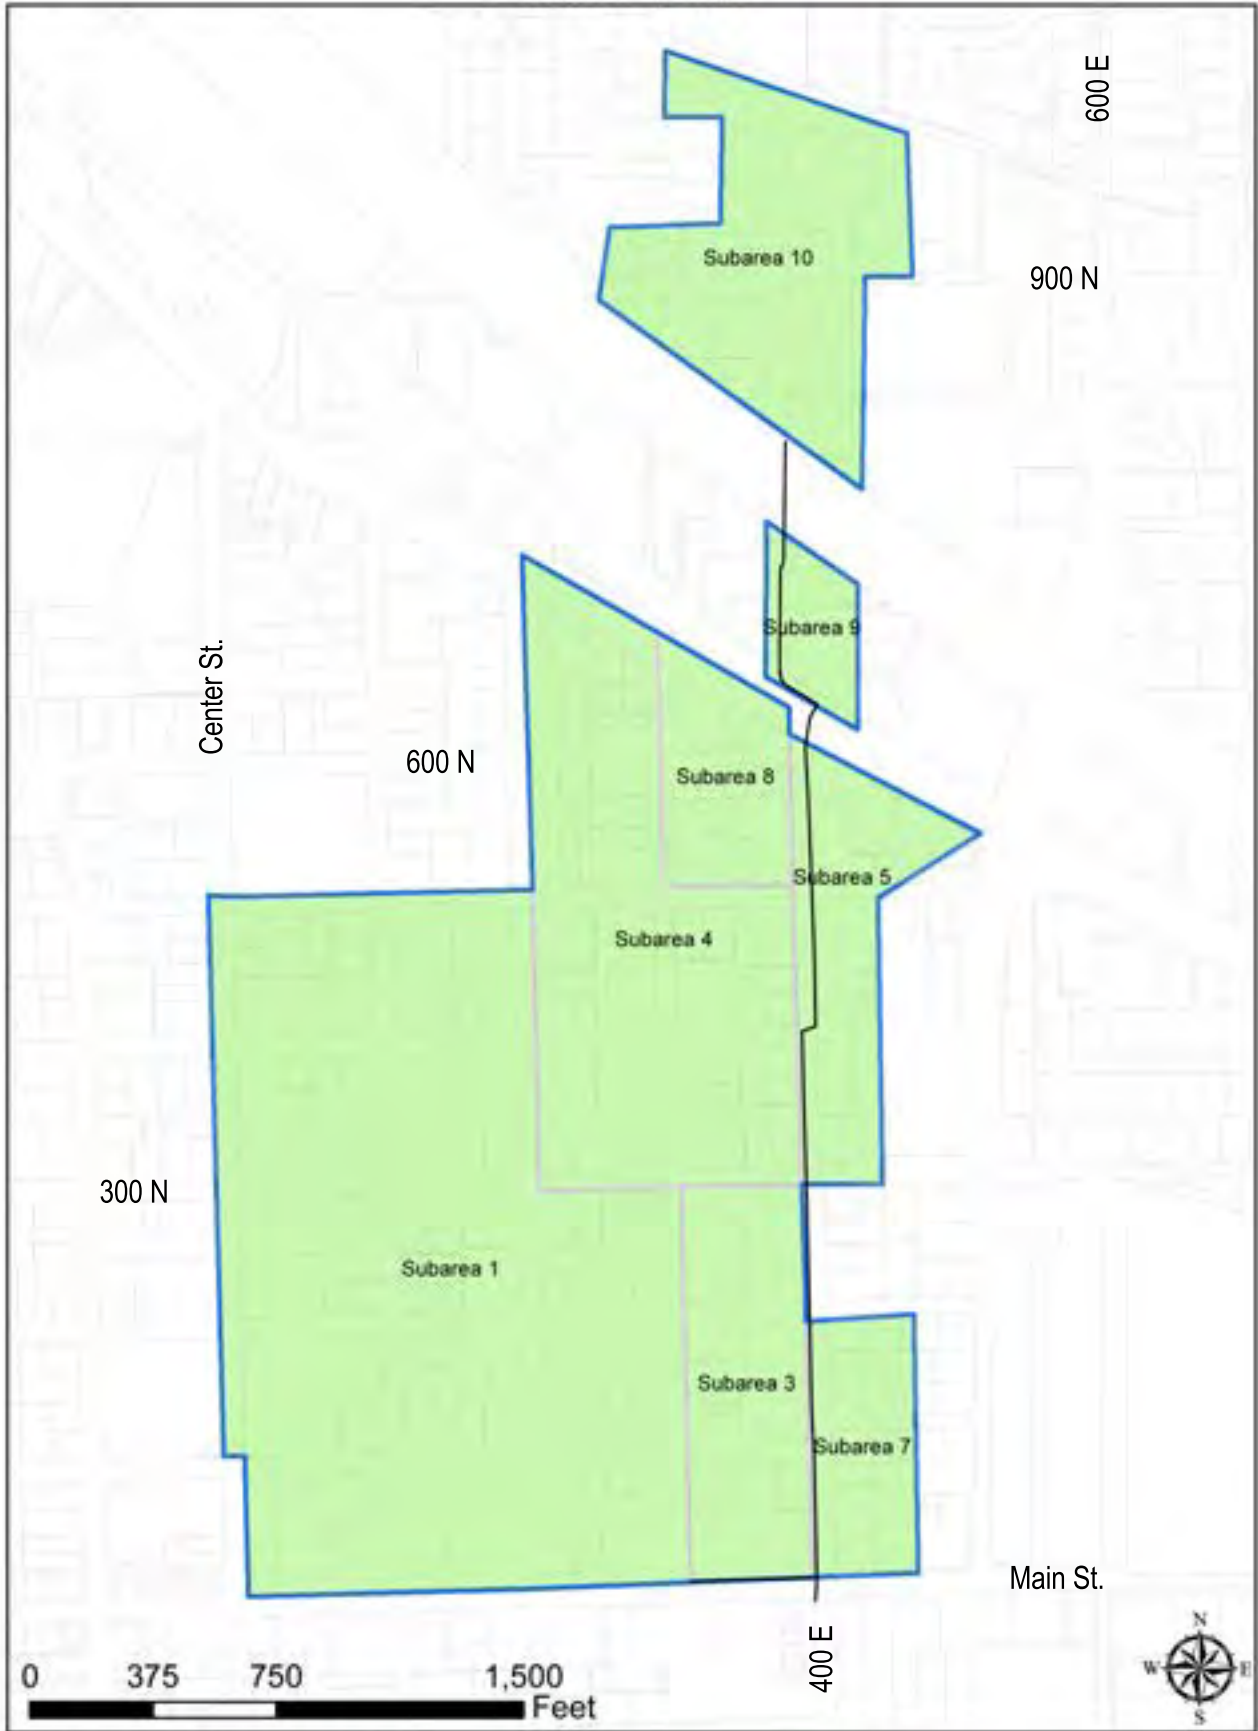 600 E
Subarea 10
900 N
Subarea 9
Center St.
600 N
Subarea 8
Subarea 5
Subarea 4
300 N
Subarea 1
Subarea 3
Subarea 7
Main St.
400 E
N
W E
S
0 375 750 1,500
Feet